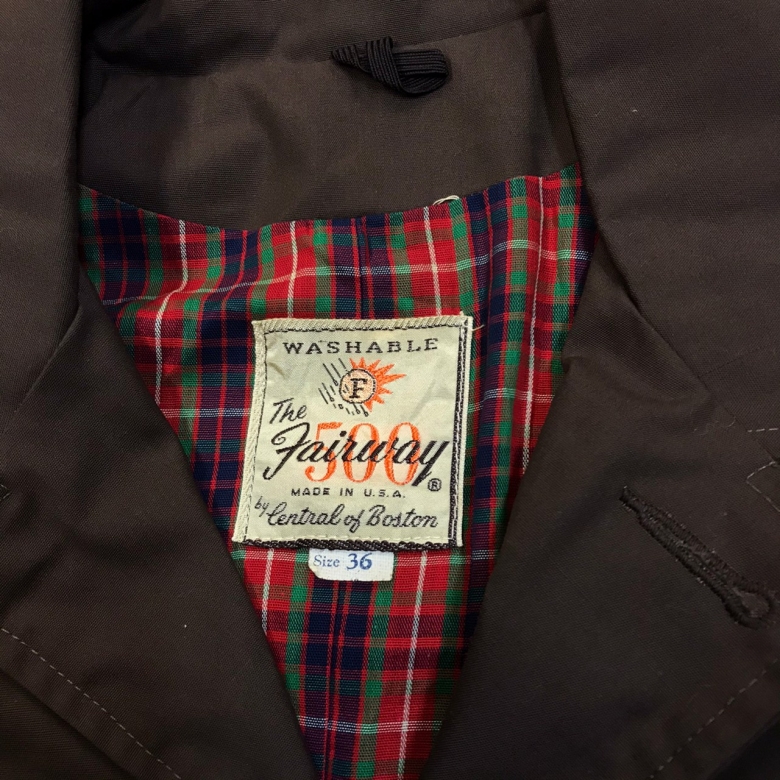 WASHABLE
F
The
Fairway
500
®
MADE IN U.S.A.
by Central of Boston
Size 36